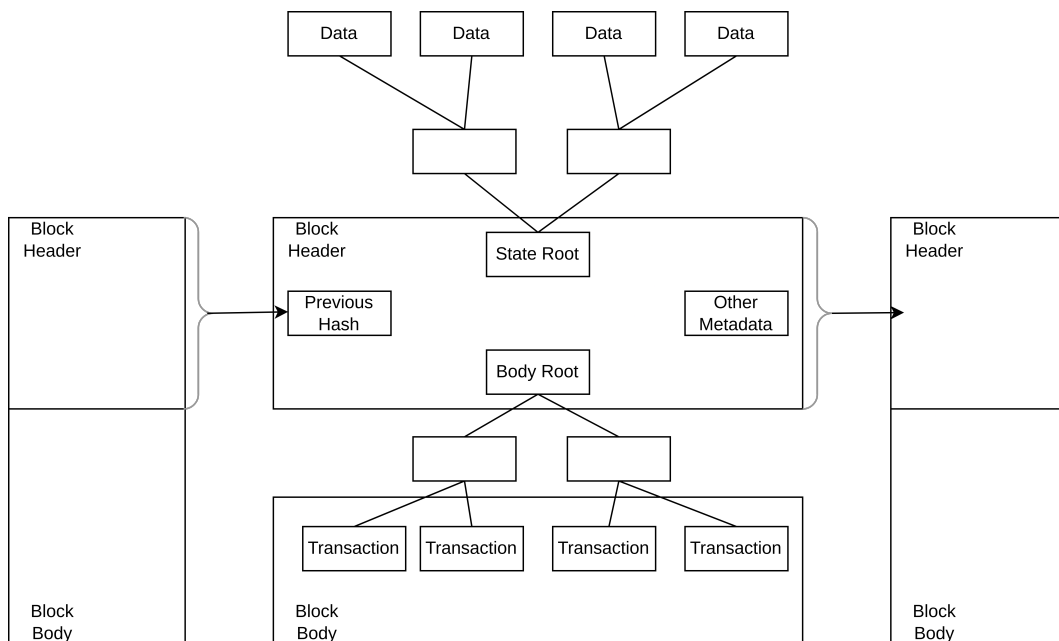 Data
Data
Data
Data
Block
Header
Block
Header
State Root
Block
Header
Previous
Hash
Other
Metadata
Body Root
Transaction
Transaction
Transaction
Transaction
Block
Body
Block
Body
Block
Body